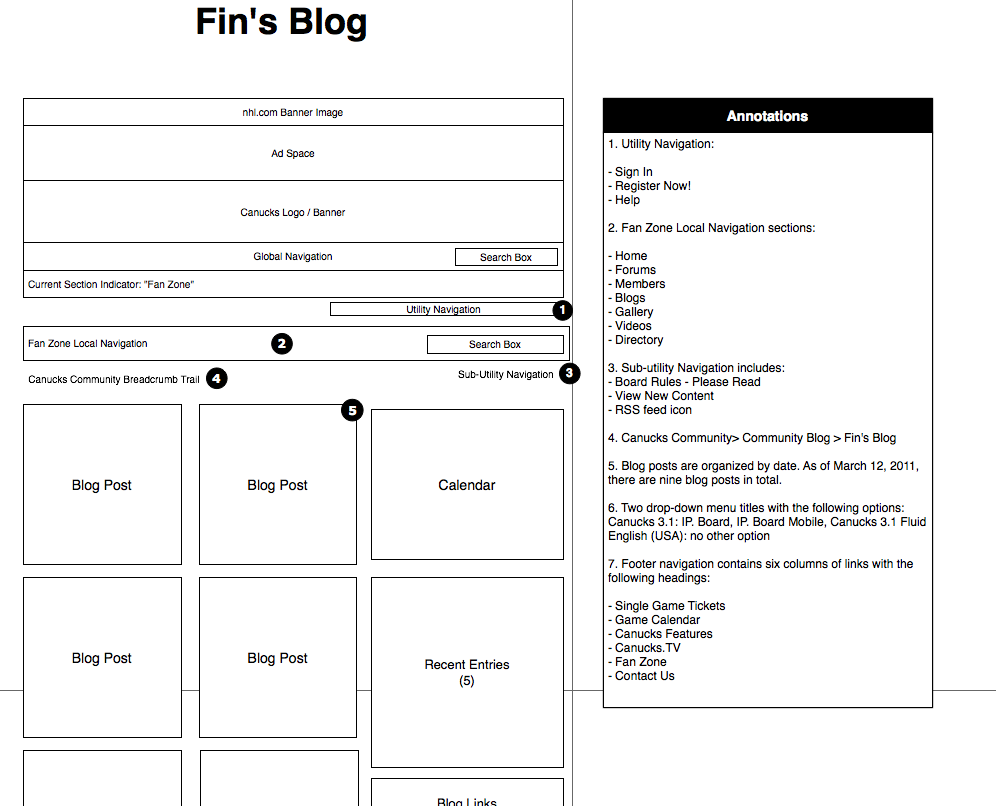 Fin's Blog
nhl.com Banner Image
Ad Space
Canucks Logo / Banner
Global Navigation
Search Box
Current Section Indicator: "Fan Zone"
Utility Navigation
1
Fan Zone Local Navigation
2
Search Box
Canucks Community Breadcrumb Trail
4
Sub-Utility Navigation
3
5
Blog Post
Blog Post
Calendar
Blog Post
Blog Post
Recent Entries
(5)
Blog Links
Annotations
1. Utility Navigation:
- Sign In
- Register Now!
- Help
2. Fan Zone Local Navigation sections:
- Home
- Forums
- Members
- Blogs
- Gallery
- Videos
- Directory
3. Sub-utility Navigation includes:
- Board Rules - Please Read
- View New Content
- RSS feed icon
4. Canucks Community> Community Blog > Fin's Blog
5. Blog posts are organized by date. As of March 12, 2011,
there are nine blog posts in total.
6. Two drop-down menu titles with the following options:
Canucks 3.1: IP. Board, IP. Board Mobile, Canucks 3.1 Fluid
English (USA): no other option
7. Footer navigation contains six columns of links with the
following headings:
- Single Game Tickets
- Game Calendar
- Canucks Features
- Canucks.TV
- Fan Zone
- Contact Us